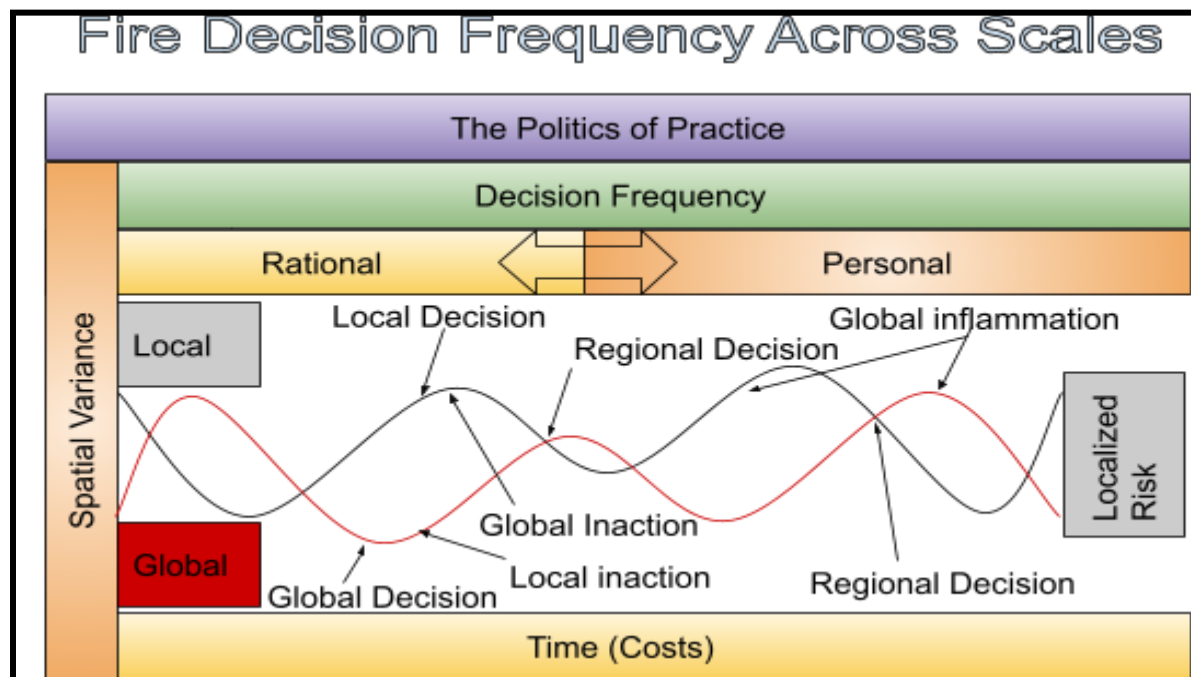 Fire Decision Frequency Across Scales
The Politics of Practice
Decision Frequency
Rational
Personal
Spatial Variance
Local
Local Decision
Regional Decision
Global inflammation
Localized
Risk
Global Inaction
Global
Local inaction
Global Decision
Regional Decision
Time (Costs)